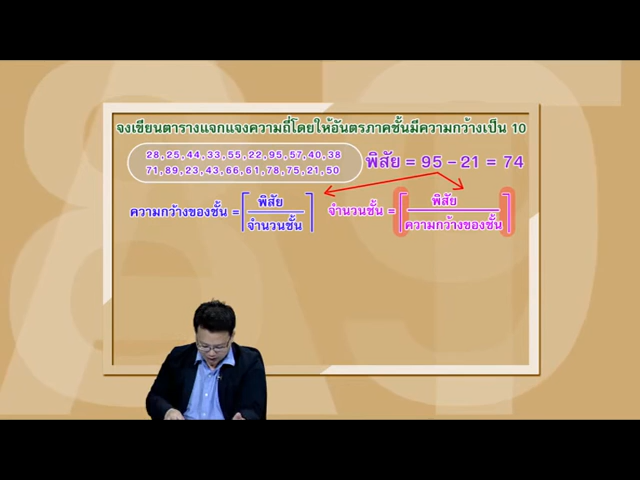 จงเขียนตารางแจกแจงความถี่โดยให้อันตรภาคชั้นมีความกว้างเป็น 10
28,25,44,33,55,22,95,57,40,38
71,89,23,43,66,61,78,75,21,50
พิสัย = 95 – 21 = 74
ความกว้างของชั้น = ⌈ พิสัย / จำนวนชั้น ⌉
จำนวนชั้น = ⌈ พิสัย / ความกว้างของชั้น ⌉